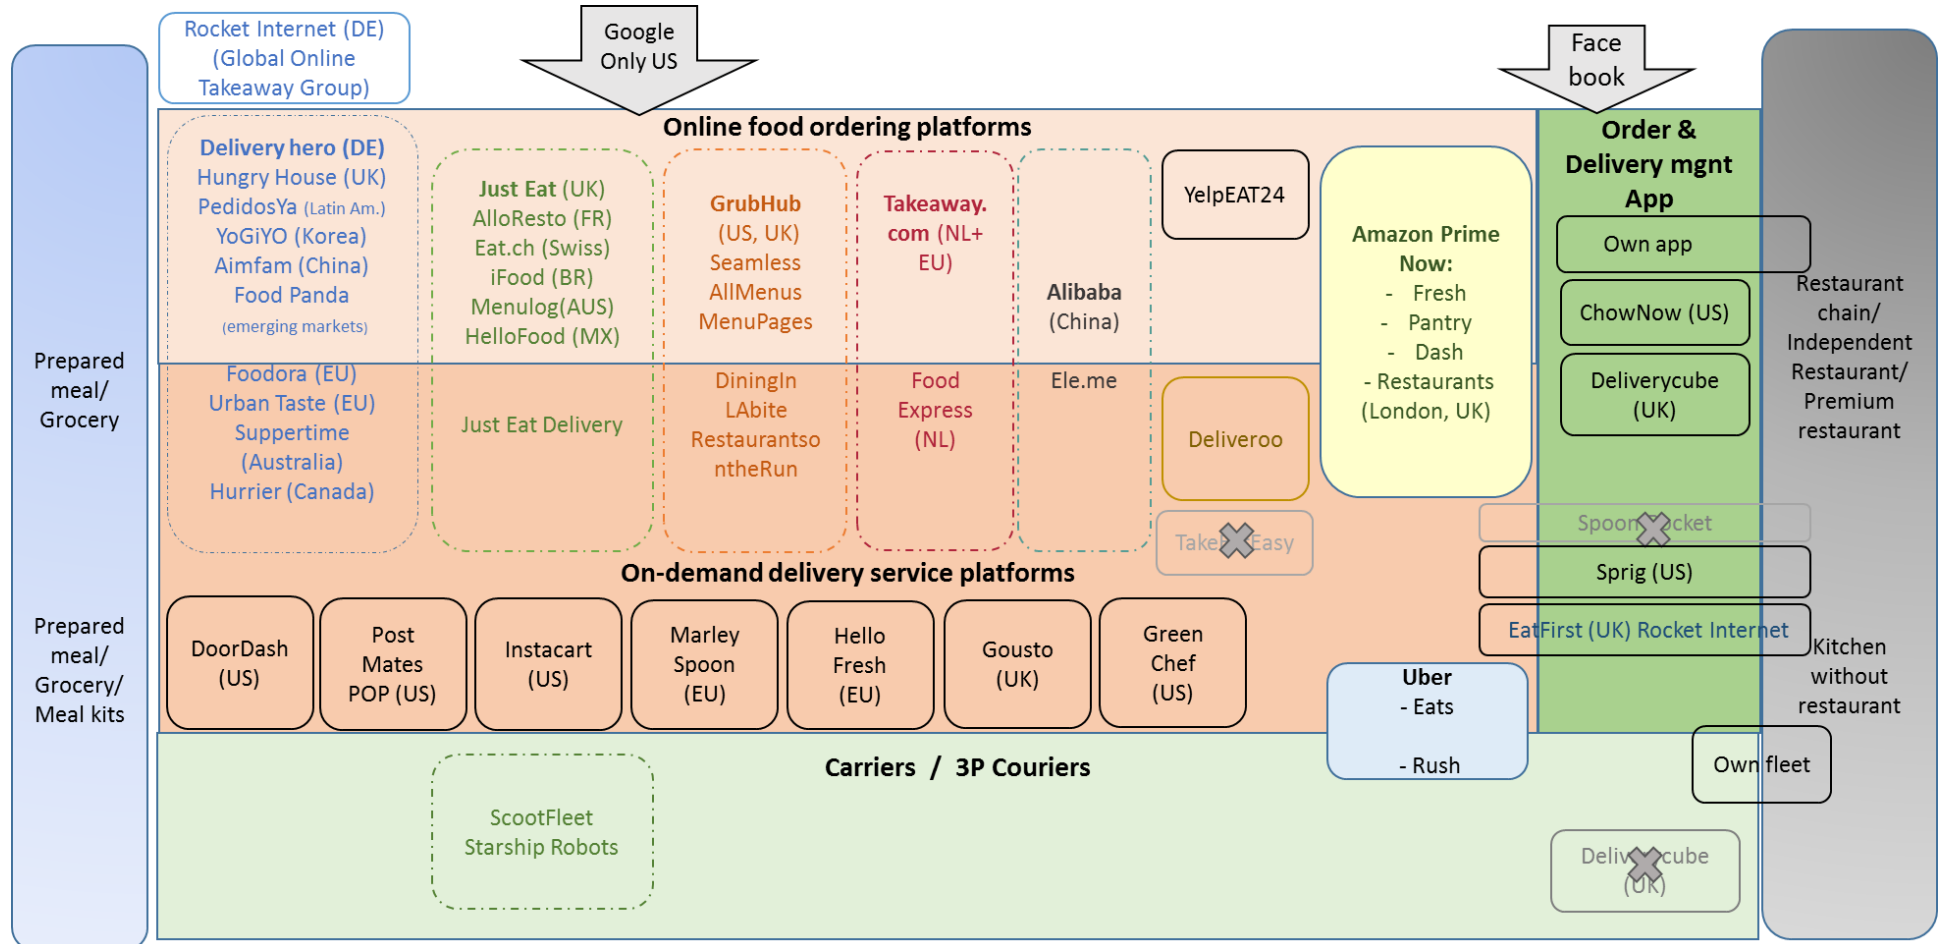 Rocket Internet (DE)
(Global Online
Takeaway Group)
Google
Only US
Face
book
Prepared
meal/
Grocery
Prepared
meal/
Grocery/
Meal kits
Online food ordering platforms
Delivery hero (DE)
Hungry House (UK)
PedidosYa (Latin Am.)
YoGiYO (Korea)
Aimfam (China)
Food Panda
(emerging markets)
Foodora (EU)
Urban Taste (EU)
Suppertime
(Australia)
Hurrier (Canada)
Just Eat (UK)
AlloResto (FR)
Eat.ch (Swiss)
iFood (BR)
Menulog(AUS)
HelloFood (MX)
Just Eat Delivery
GrubHub
(US, UK)
Seamless
AllMenus
MenuPages
DiningIn
LAbite
Restaurantso
ntheRun
Takeaway.
com (NL+
EU)
Food
Express
(NL)
Alibaba
(China)
Ele.me
YelpEAT24
Deliveroo
Take Easy
Amazon Prime
Now:
- Fresh
- Pantry
- Dash
- Restaurants
(London, UK)
Order &
Delivery mgnt
App
Own app
ChowNow (US)
Deliverycube
(UK)
Spoon ocket
Sprig (US)
EatFirst (UK) Rocket Internet
Restaurant
chain/
Independent
Restaurant/
Premium
restaurant
Kitchen
without
restaurant
On-demand delivery service platforms
DoorDash
(US)
Post
Mates
POP (US)
Instacart
(US)
Marley
Spoon
(EU)
Hello
Fresh
(EU)
Gousto
(UK)
Green
Chef
(US)
Uber
- Eats
- Rush
Carriers / 3P Couriers
ScootFleet
Starship Robots
Own fleet
Deliv cube
(UK)